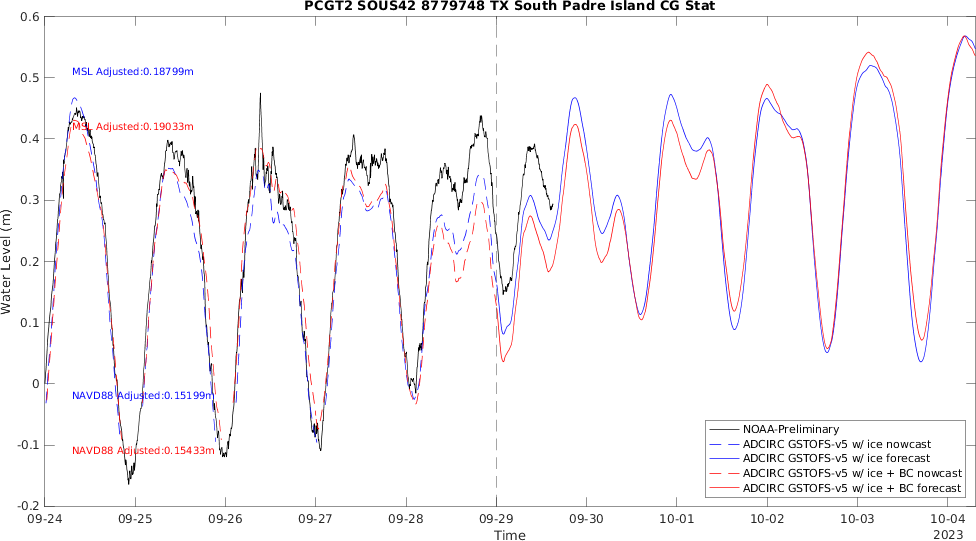 PCGT2 SOUS42 8779748 TX South Padre Island CG Stat
0.6
0.5
0.4
0.3
0.2
0.1
0
-0.1
-0.2
Water Level (m)
MSL Adjusted:0.18799m
MSL Adjusted:0.19033m
NAVD88 Adjusted:0.15199m
NAVD88 Adjusted:0.15433m
NOAA-Preliminary
ADCIRC GSTOFS-v5 w/ ice nowcast
ADCIRC GSTOFS-v5 w/ ice forecast
ADCIRC GSTOFS-v5 w/ ice + BC nowcast
ADCIRC GSTOFS-v5 w/ ice + BC forecast
09-24 09-25 09-26 09-27 09-28 09-29 09-30 10-01 10-02 10-03 10-04
Time 2023